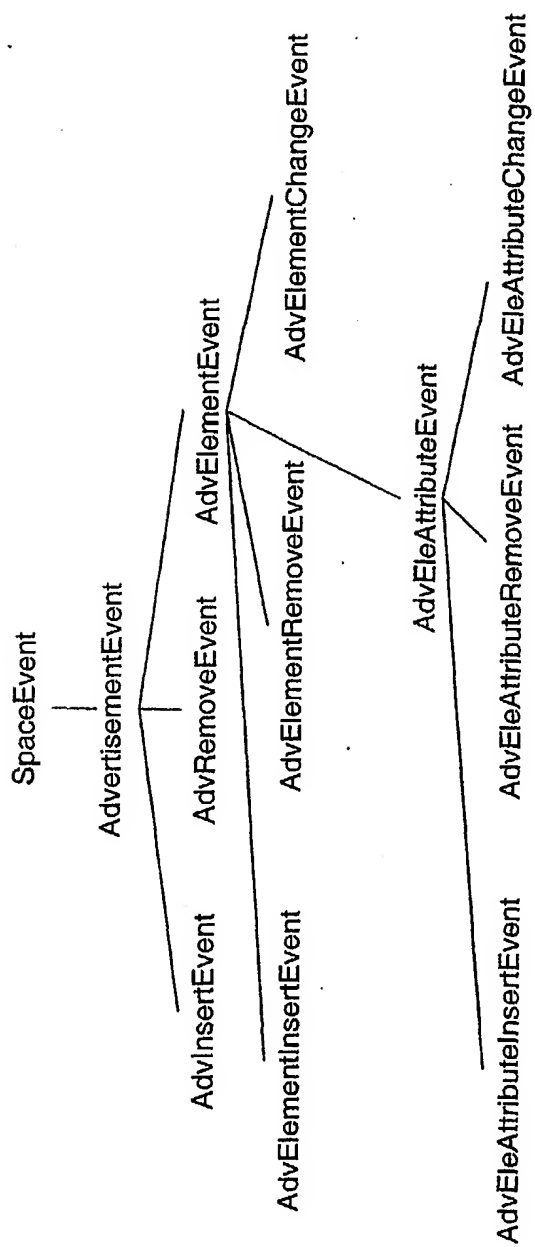 SpaceEvent
AdvertisementEvent
AdvInsertEvent AdvRemoveEvent AdvElementEvent
AdvElementInsertEvent AdvElementRemoveEvent AdvElementChangeEvent
AdvEleAttributeEvent
AdvEleAttributeInsertEvent AdvEleAttributeRemoveEvent AdvEleAttributeChangeEvent